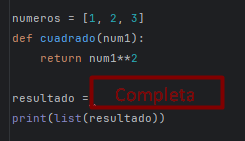 numeros = [1, 2, 3]
def cuadrado(num1):
    return num1**2
resultado = Completa
print(list(resultado))